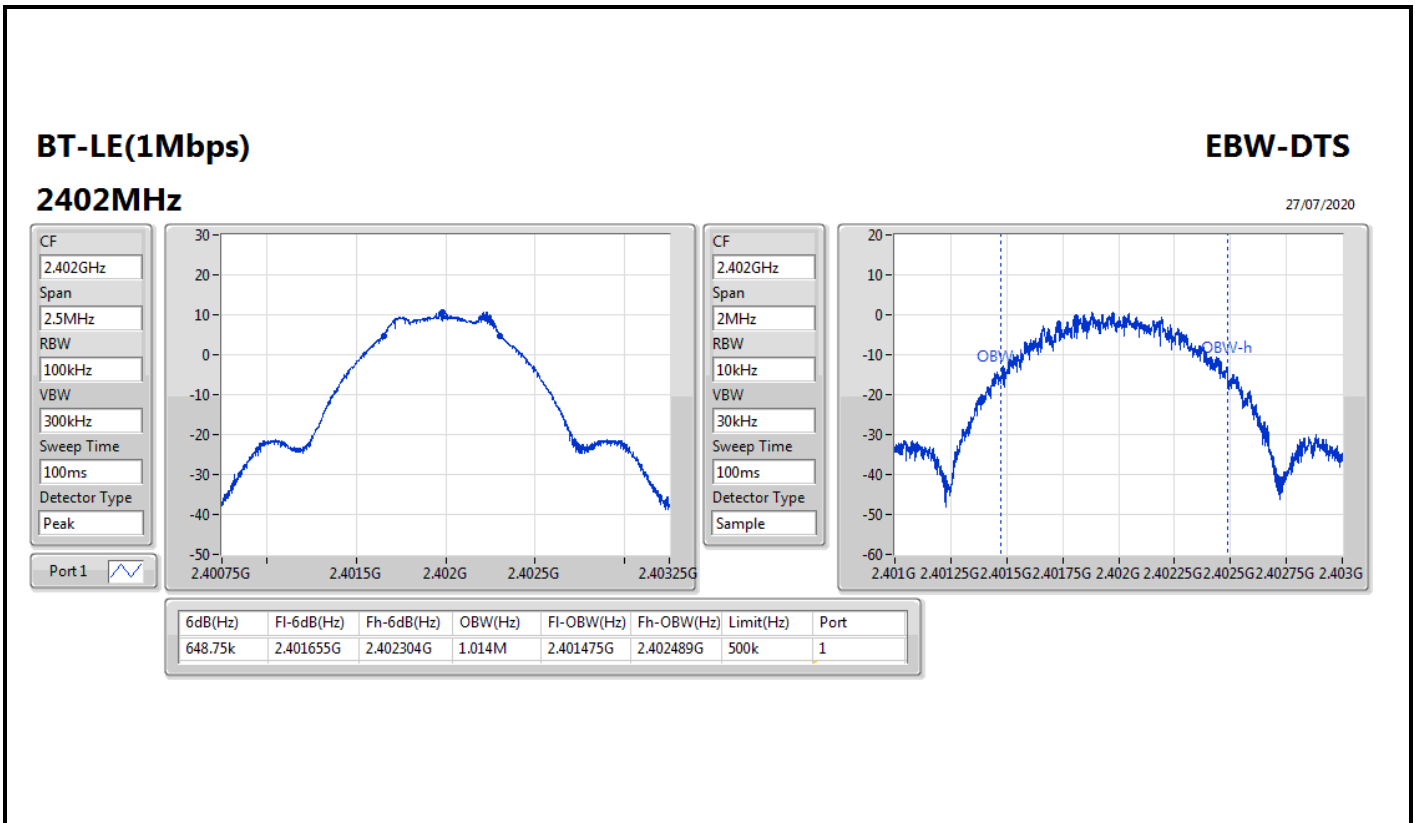 BT-LE(1Mbps)
EBW-DTS
2402MHz
27/07/2020
CF
2.402GHz
Span
2.5MHz
RBW
100kHz
VBW
300kHz
Sweep Time
100ms
Detector Type
Peak
Port 1
30
20
10
0
-10
-20
-30
-40
-50
2.40075G 2.4015G 2.402G 2.4025G 2.40325G
CF
2.402GHz
Span
2MHz
RBW
10kHz
VBW
30kHz
Sweep Time
100ms
Detector Type
Sample
20
10
0
-10
-20
-30
-40
-50
-60
OBW-h
2.401G 2.40125G 2.4015G 2.40175G 2.402G 2.40225G 2.4025G 2.40275G 2.403G
6dB(Hz) Fl-6dB(Hz) Fh-6dB(Hz) OBW(Hz) Fl-OBW(Hz) Fh-OBW(Hz) Limit(Hz) Port
648.75k 2.401655G 2.402304G 1.014M 2.401475G 2.402489G 500k 1